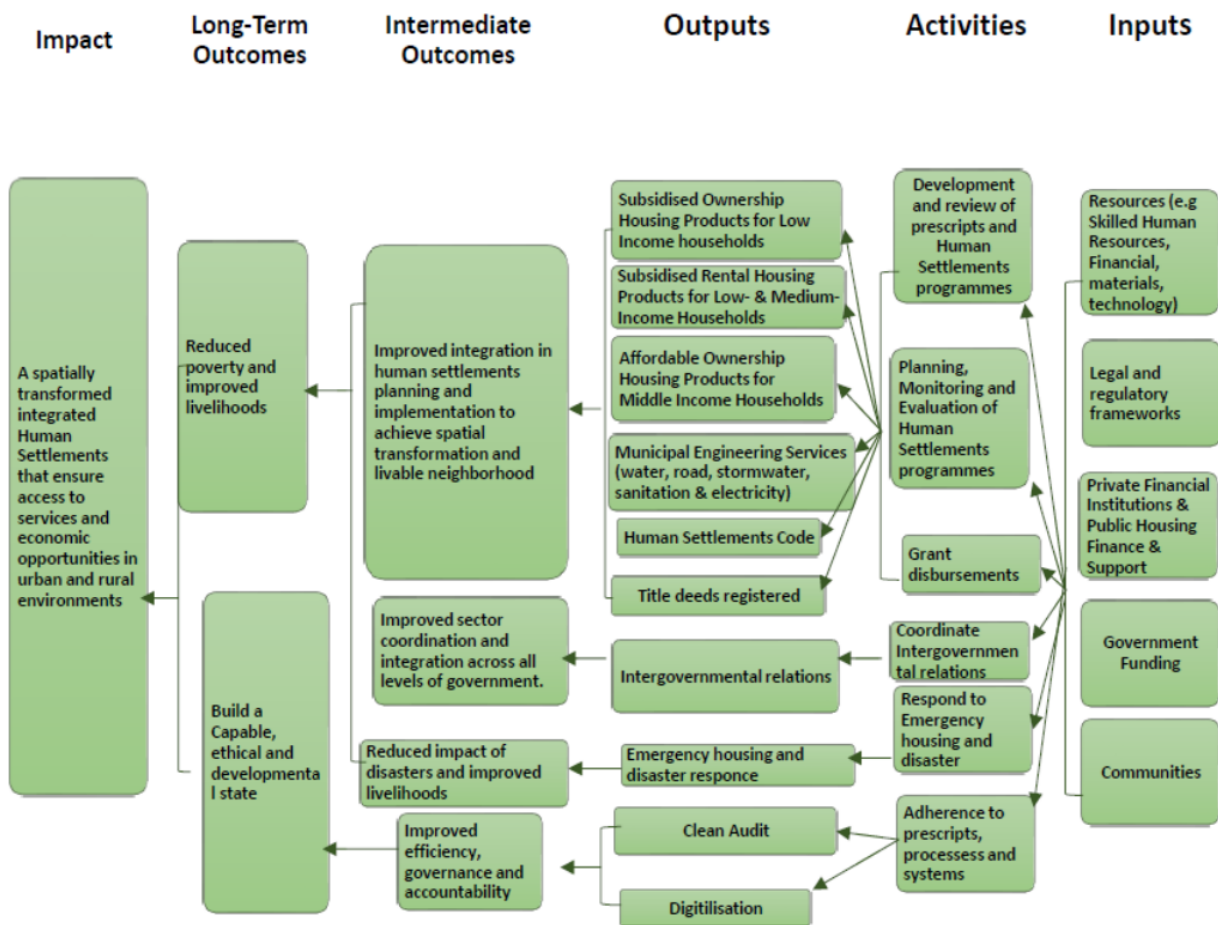 Impact
Long-Term
Outcomes
Intermediate
Outcomes
Outputs
Activities
Inputs
A spatially
transformed
integrated
Human
Settlements
that ensure
access to
services and
economic
opportunities in
urban and rural
environments
Reduced
poverty and
improved
livelihoods
Build a
Capable,
ethical and
developmenta
l state
Improved integration in
human settlements
planning and
implementation to
achieve spatial
transformation and
livable neighborhood
Improved sector
coordination and
integration across all
levels of government.
Reduced impact of
disasters and improved
livelihoods
Improved
efficiency,
governance and
accountability
Subsidised Ownership
Housing Products for Low
Income households
Subsidised Rental Housing
Products for Low- & Medium-
Income Households
Affordable Ownership
Housing Products for
Middle Income Households
Municipal Engineering Services
(water, road, stormwater,
sanitation & electricity)
Human Settlements Code
Title deeds registered
Intergovernmental relations
Emergency housing and
disaster responce
Clean Audit
Digitilisation
Development
and review of
prescripts and
Human
Settlements
programmes
Planning,
Monitoring and
Evaluation of
Human
Settlements
programmes
Grant
disbursements
Coordinate
Intergovernmen
tal relations
Respond to
Emergency
housing and
disaster
Adherence to
prescripts,
processess and
systems
Resources (e.g
Skilled Human
Resources,
Financial,
materials,
technology)
Legal and
regulatory
frameworks
Private Financial
Institutions &
Public Housing
Finance &
Support
Government
Funding
Communities